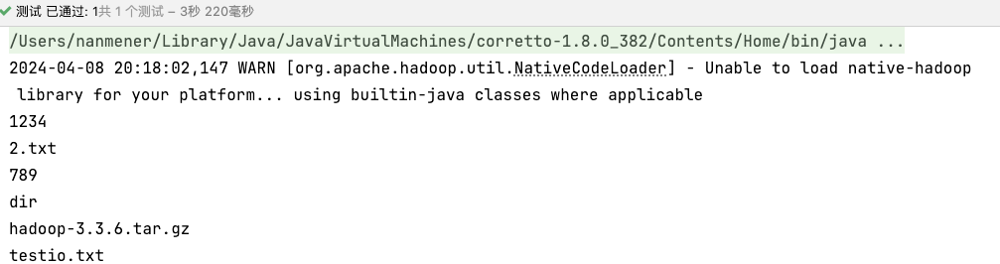 测试 已通过: 1共 1 个测试 – 3秒 220毫秒
/Users/nanmener/Library/Java/JavaVirtualMachines/corretto-1.8.0_382/Contents/Home/bin/java ...
2024-04-08 20:18:02,147 WARN [org.apache.hadoop.util.NativeCodeLoader] - Unable to load native-hadoop
library for your platform... using builtin-java classes where applicable
1234
2.txt
789
dir
hadoop-3.3.6.tar.gz
testio.txt